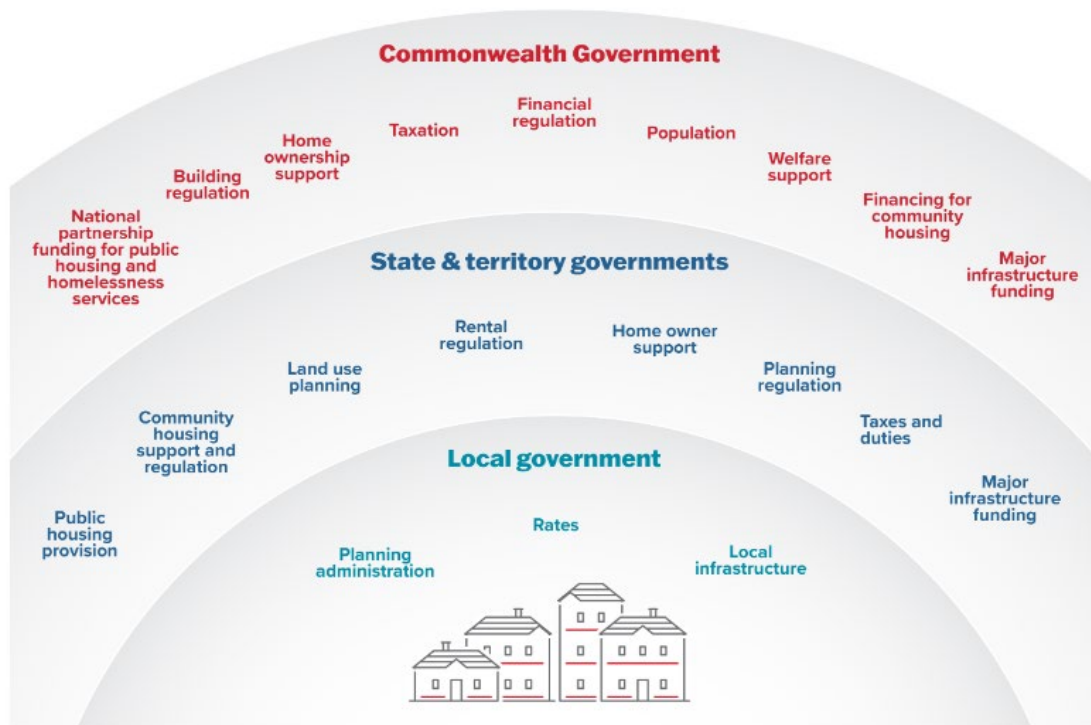 Commonwealth Government
National
partnership
funding for public
housing and
homelessness
services
Building
regulation
Home
ownership
support
Taxation
Financial
regulation
Population
Welfare
support
Financing for
community
housing
Major
infrastructure
funding
State & territory governments
Public
housing
provision
Community
housing
support and
regulation
Land use
planning
Rental
regulation
Home owner
support
Planning
regulation
Taxes and
duties
Major
infrastructure
funding
Local government
Planning
administration
Rates
Local
infrastructure